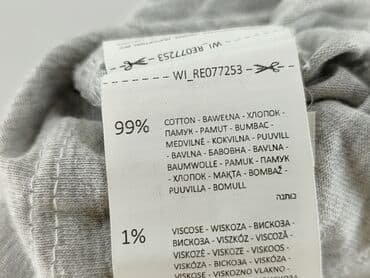 WI_RE077253
WI_RE077253
99%
COTTON - BAWEŁNA - ХЛОПОК -
ПАМУК - PAMUT - BUMBAC -
MEDVILNĖ - KOKVILNA - PUUVILL
- BAVLNA - БАВОВНА - BAVLNA -
BAUMWOLLE - PAMUK - ПАМУК
- ХЛОПОК - МАҚТА - BOMBAŽ -
PUUVILLA - BOMULL
כותנה
1%
VISCOSE - WISKOZA - ВИСКОЗА -
ВИСКОЗА - VISZKÓZ - VISCOZĂ -
VISKOZĖ - VISKOZE - VISKOOS -
VISKÓZA - ВІСКОЗА - VISKÓZA -
VISKOSE - VISKOZNO VLAKNO -